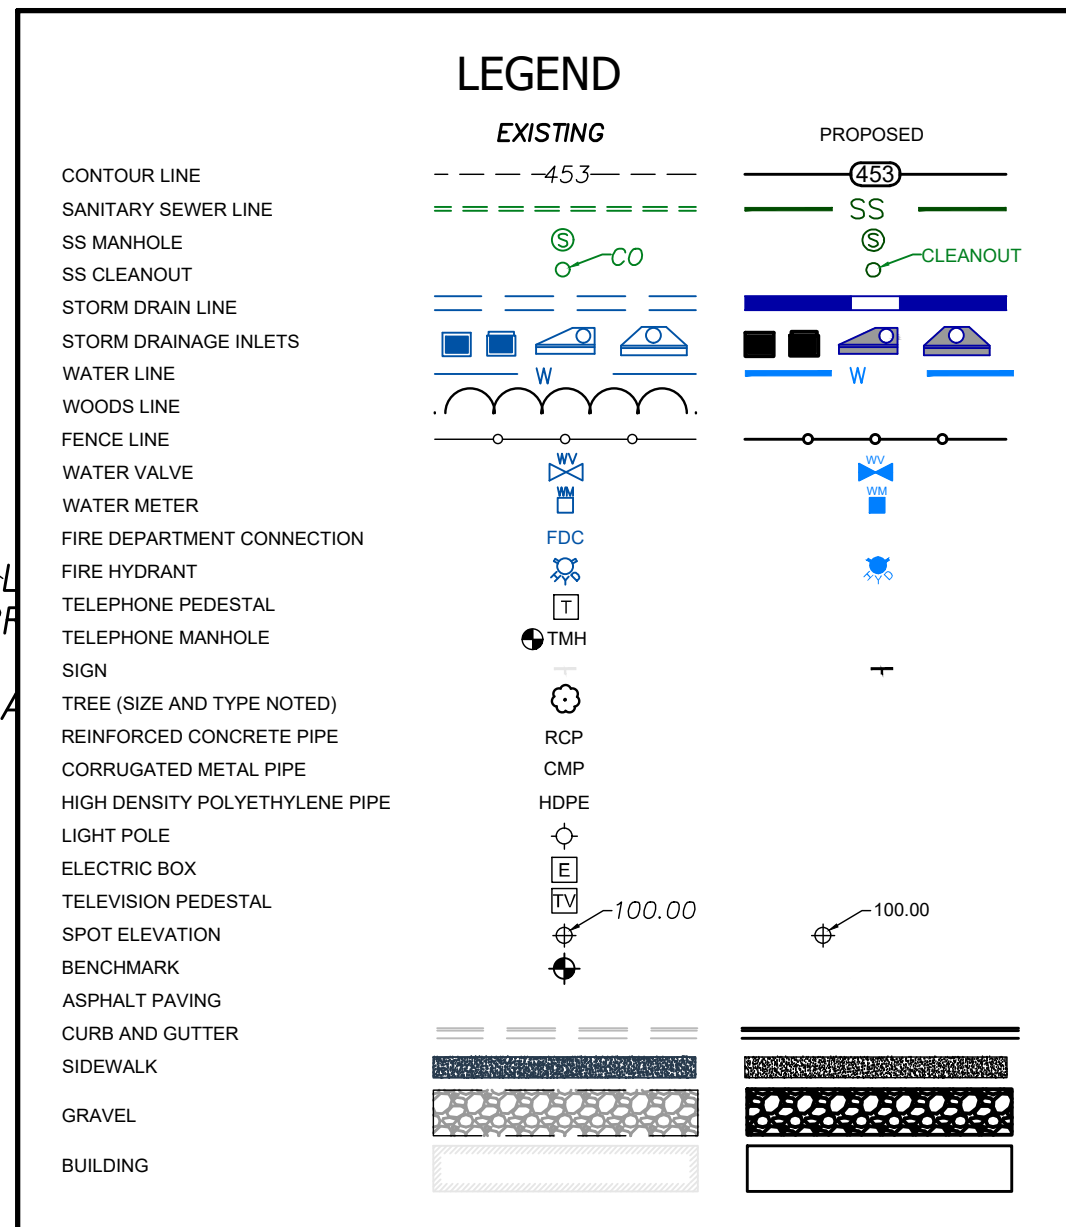 LEGEND
EXISTING PROPOSED
CONTOUR LINE 453 453
SANITARY SEWER LINE SS
SS MANHOLE S S
SS CLEANOUT CO CLEANOUT
STORM DRAIN LINE
STORM DRAINAGE INLETS
WATER LINE W W
WOODS LINE
FENCE LINE
WATER VALVE WV WV
WATER METER WM WM
FIRE DEPARTMENT CONNECTION FDC
FIRE HYDRANT HYD HYD
TELEPHONE PEDESTAL T
TELEPHONE MANHOLE TMH
SIGN
TREE (SIZE AND TYPE NOTED)
REINFORCED CONCRETE PIPE RCP
CORRUGATED METAL PIPE CMP
HIGH DENSITY POLYETHYLENE PIPE HDPE
LIGHT POLE
ELECTRIC BOX E
TELEVISION PEDESTAL TV
SPOT ELEVATION 100.00 100.00
BENCHMARK
ASPHALT PAVING
CURB AND GUTTER
SIDEWALK
GRAVEL
BUILDING